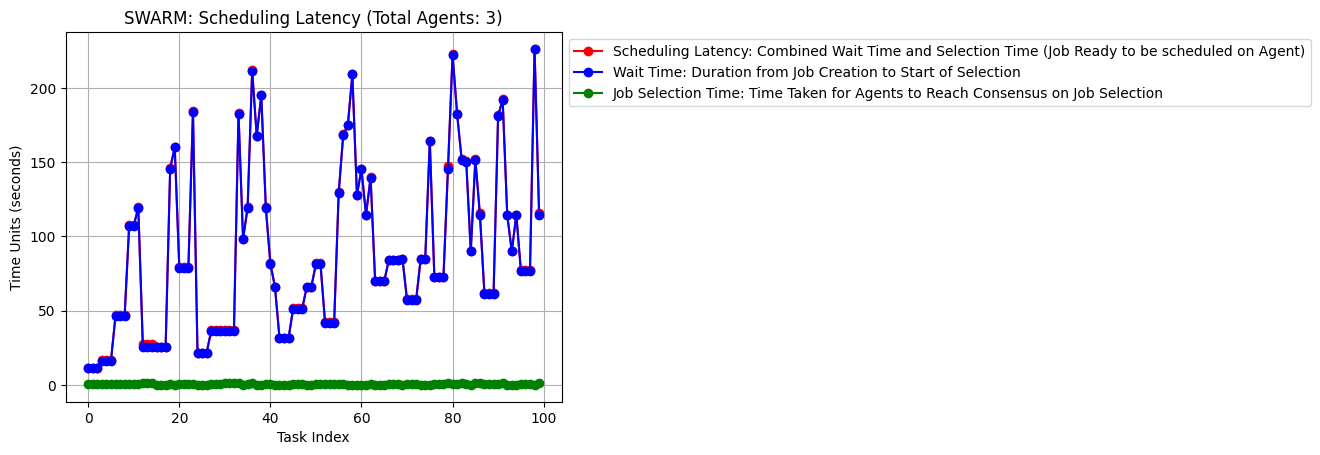 SWARM: Scheduling Latency (Total Agents: 3)
Scheduling Latency: Combined Wait Time and Selection Time (Job Ready to be scheduled on Agent)
Wait Time: Duration from Job Creation to Start of Selection
Job Selection Time: Time Taken for Agents to Reach Consensus on Job Selection
Time Units (seconds)
200
150
100
50
0
0 20 40 60 80 100
Task Index